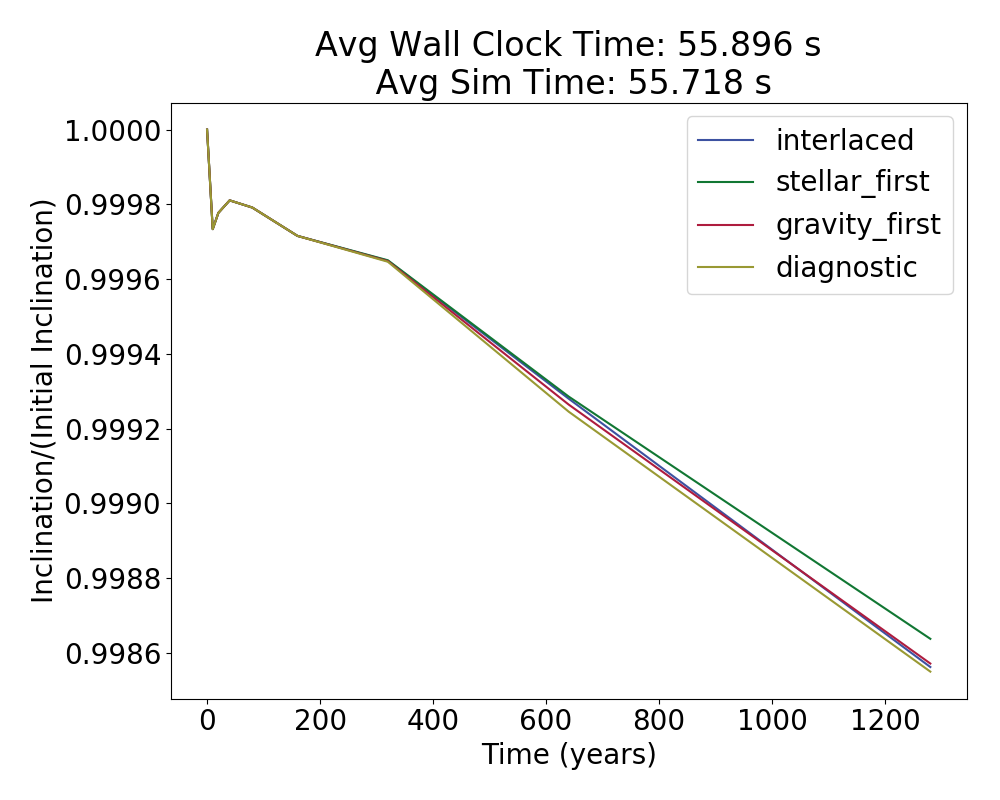 Avg Wall Clock Time: 55.896 s
Avg Sim Time: 55.718 s
interlaced
stellar_first
gravity_first
diagnostic
Inclination/(Initial Inclination)
1.0000
0.9998
0.9996
0.9994
0.9992
0.9990
0.9988
0.9986
0 200 400 600 800 1000 1200
Time (years)